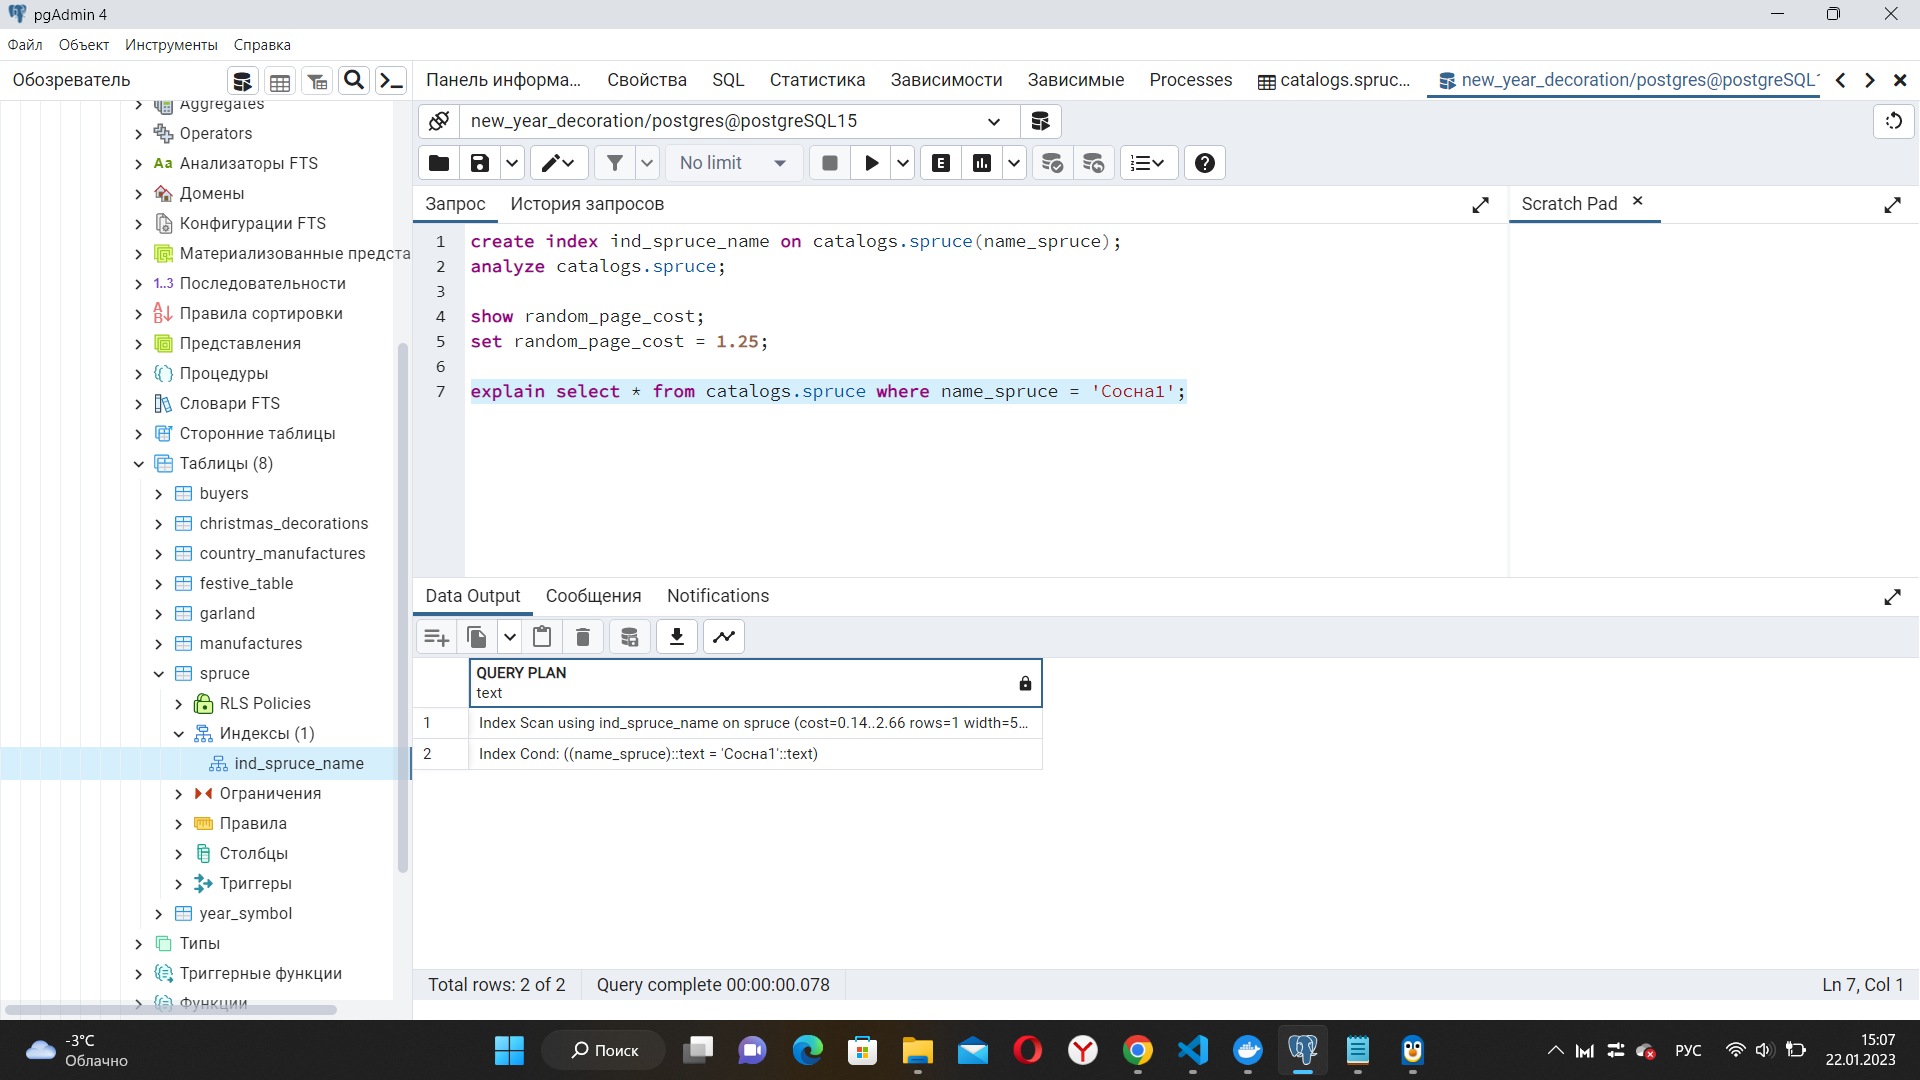 pgAdmin 4
Файл Объект Инструменты Справка
Обозреватель
Панель информа... Свойства SQL Статистика Зависимости Зависимые Processes catalogs.spruc... new_year_decoration/postgres@postgreSQL1
new_year_decoration/postgres@postgreSQL15
No limit
Запрос История запросов
Scratch Pad
1 create index ind_spruce_name on catalogs.spruce(name_spruce);
2 analyze catalogs.spruce;
3
4 show random_page_cost;
5 set random_page_cost = 1.25;
6
7 explain select * from catalogs.spruce where name_spruce = 'Сосна1';
Aggregates
Operators
Aa Анализаторы FTS
Домены
Конфигурации FTS
Материализованные предста
1..3 Последовательности
Правила сортировки
Представления
Процедуры
Словари FTS
Сторонние таблицы
Таблицы (8)
buyers
christmas_decorations
country_manufactures
festive_table
garland
manufactures
spruce
RLS Policies
Индексы (1)
ind_spruce_name
Ограничения
Правила
Столбцы
Триггеры
year_symbol
Типы
Триггерные функции
Функции
Data Output Сообщения Notifications
QUERY PLAN
text
1 Index Scan using ind_spruce_name on spruce (cost=0.14..2.66 rows=1 width=5...
2 Index Cond: ((name_spruce)::text = 'Сосна1'::text)
Total rows: 2 of 2 Query complete 00:00:00.078 Ln 7, Col 1
-3°C
Облачно
Поиск
РУС
15:07
22.01.2023